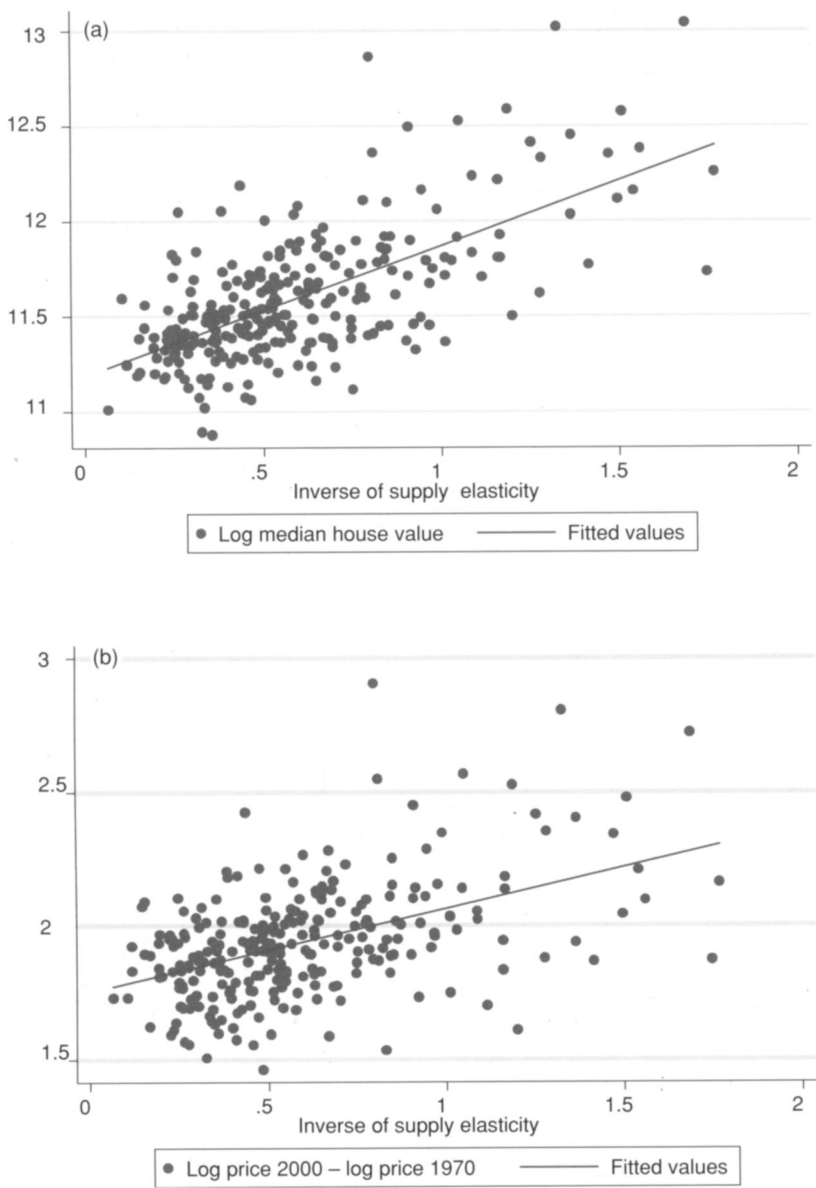 (a)
13
12.5
12
11.5
11
0 .5 1 1.5 2
Inverse of supply elasticity
Log median house value Fitted values
(b)
3
2.5
2
1.5
0 .5 1 1.5 2
Inverse of supply elasticity
Log price 2000 – log price 1970 Fitted values